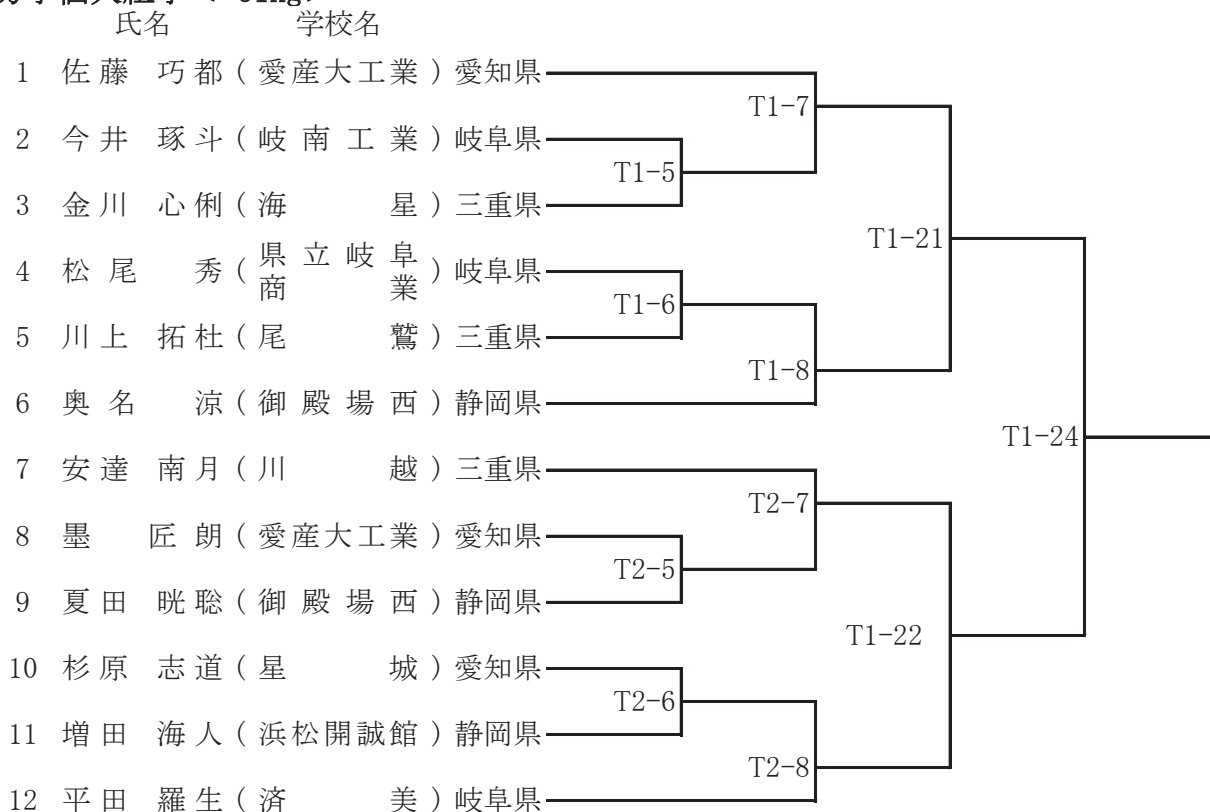 氏名 学校名
1 佐藤 巧都 (愛産大工業) 愛知県
T1-7
2 今井 琢斗 (岐南工業) 岐阜県
T1-5
3 金川 心俐 (海星) 三重県
T1-21
4 松尾 秀 (県立岐阜商業) 岐阜県
T1-6
5 川上 拓杜 (尾鷲) 三重県
T1-8
6 奥名 涼 (御殿場西) 静岡県
T1-24
7 安達 南月 (川越) 三重県
T2-7
8 墨 匠朗 (愛産大工業) 愛知県
T2-5
9 夏田 晄聡 (御殿場西) 静岡県
T1-22
10 杉原 志道 (星城) 愛知県
T2-6
11 増田 海人 (浜松開誠館) 静岡県
T2-8
12 平田 羅生 (済美) 岐阜県